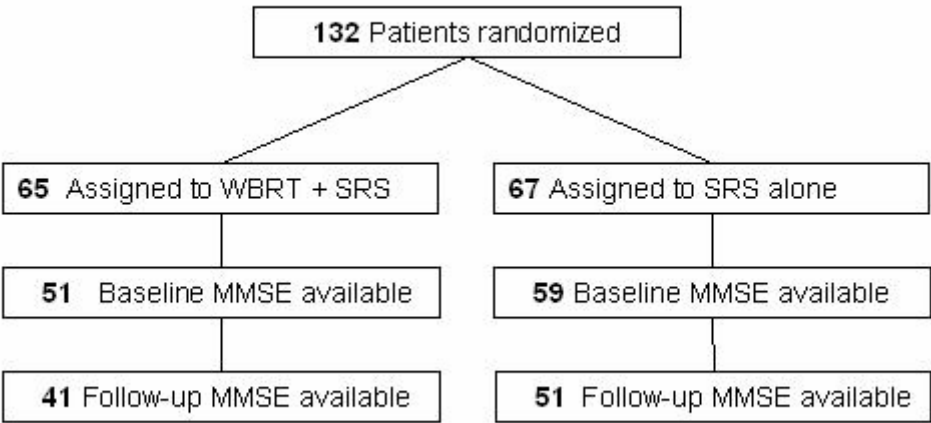 132 Patients randomized
65 Assigned to WBRT + SRS
67 Assigned to SRS alone
51 Baseline MMSE available
59 Baseline MMSE available
41 Follow-up MMSE available
51 Follow-up MMSE available